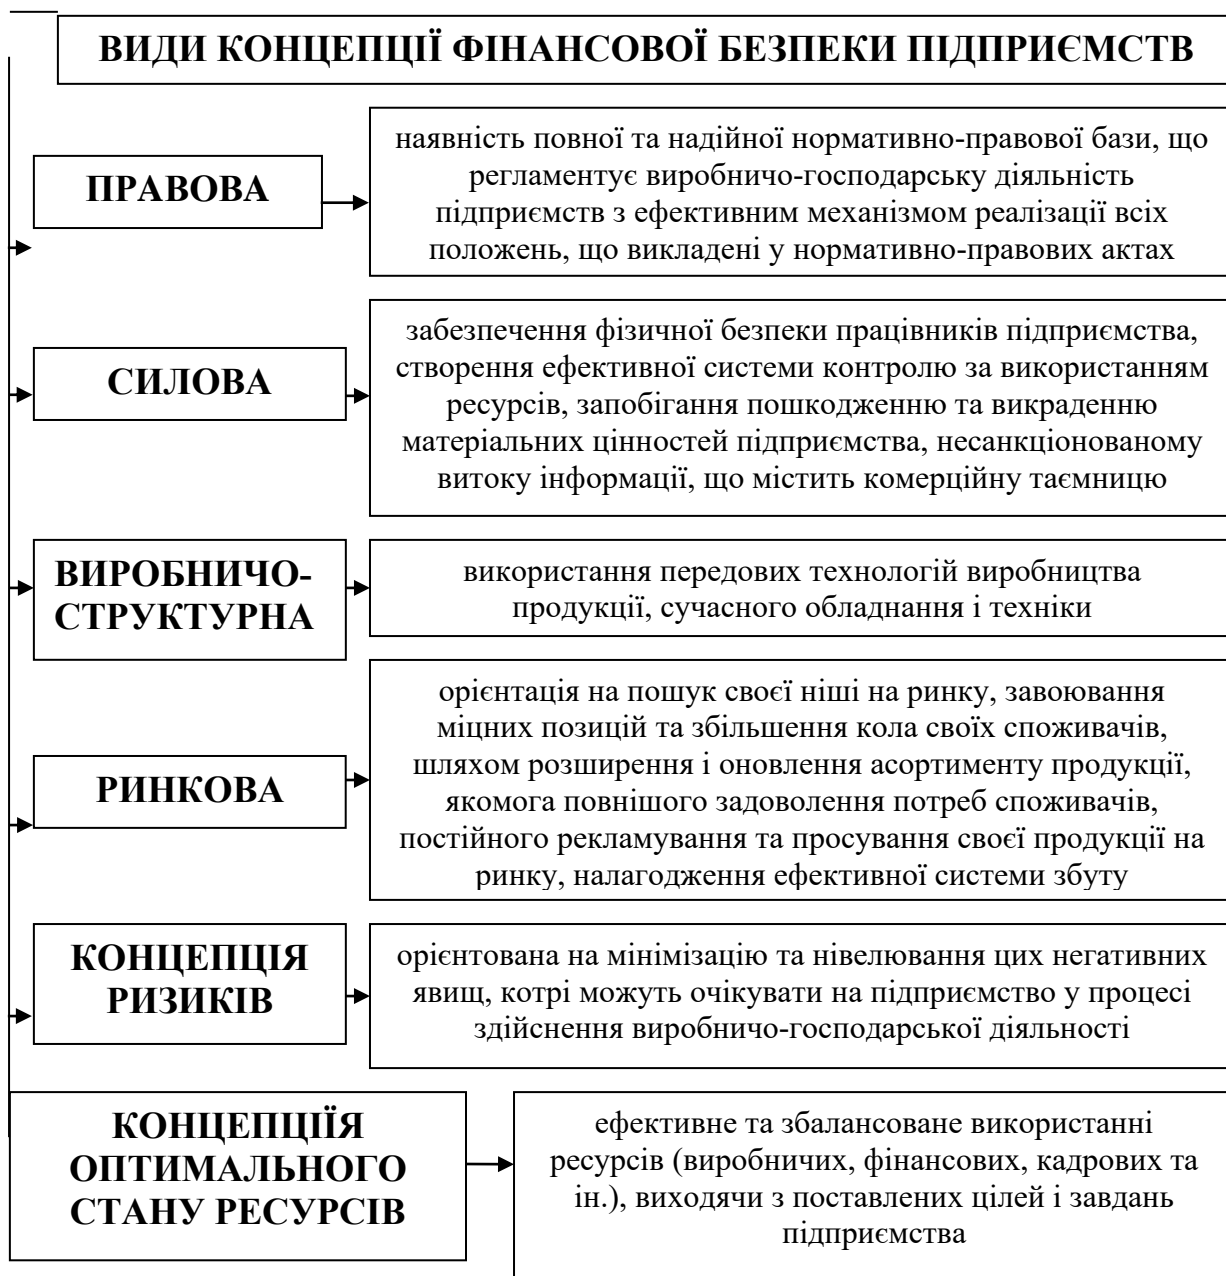 ВИДИ КОНЦЕПЦІЇ ФІНАНСОВОЇ БЕЗПЕКИ ПІДПРИЄМСТВ
ПРАВОВА
наявність повної та надійної нормативно-правової бази, що
регламентує виробничо-господарську діяльність
підприємств з ефективним механізмом реалізації всіх
положень, що викладені у нормативно-правових актах
СИЛОВА
забезпечення фізичної безпеки працівників підприємства,
створення ефективної системи контролю за використанням
ресурсів, запобігання пошкодженню та викраденню
матеріальних цінностей підприємства, несанкціонованому
витоку інформації, що містить комерційну таємницю
ВИРОБНИЧО-
СТРУКТУРНА
використання передових технологій виробництва
продукції, сучасного обладнання і техніки
РИНКОВА
орієнтація на пошук своєї ніші на ринку, завоювання
міцних позицій та збільшення кола своїх споживачів,
шляхом розширення і оновлення асортименту продукції,
якомога повнішого задоволення потреб споживачів,
постійного рекламування та просування своєї продукції на
ринку, налагодження ефективної системи збуту
КОНЦЕПЦІЯ
РИЗИКІВ
орієнтована на мінімізацію та нівелювання цих негативних
явищ, котрі можуть очікувати на підприємство у процесі
здійснення виробничо-господарської діяльності
КОНЦЕПЦІЇЯ
ОПТИМАЛЬНОГО
СТАНУ РЕСУРСІВ
ефективне та збалансоване використанні
ресурсів (виробничих, фінансових, кадрових та
ін.), виходячи з поставлених цілей і завдань
підприємства